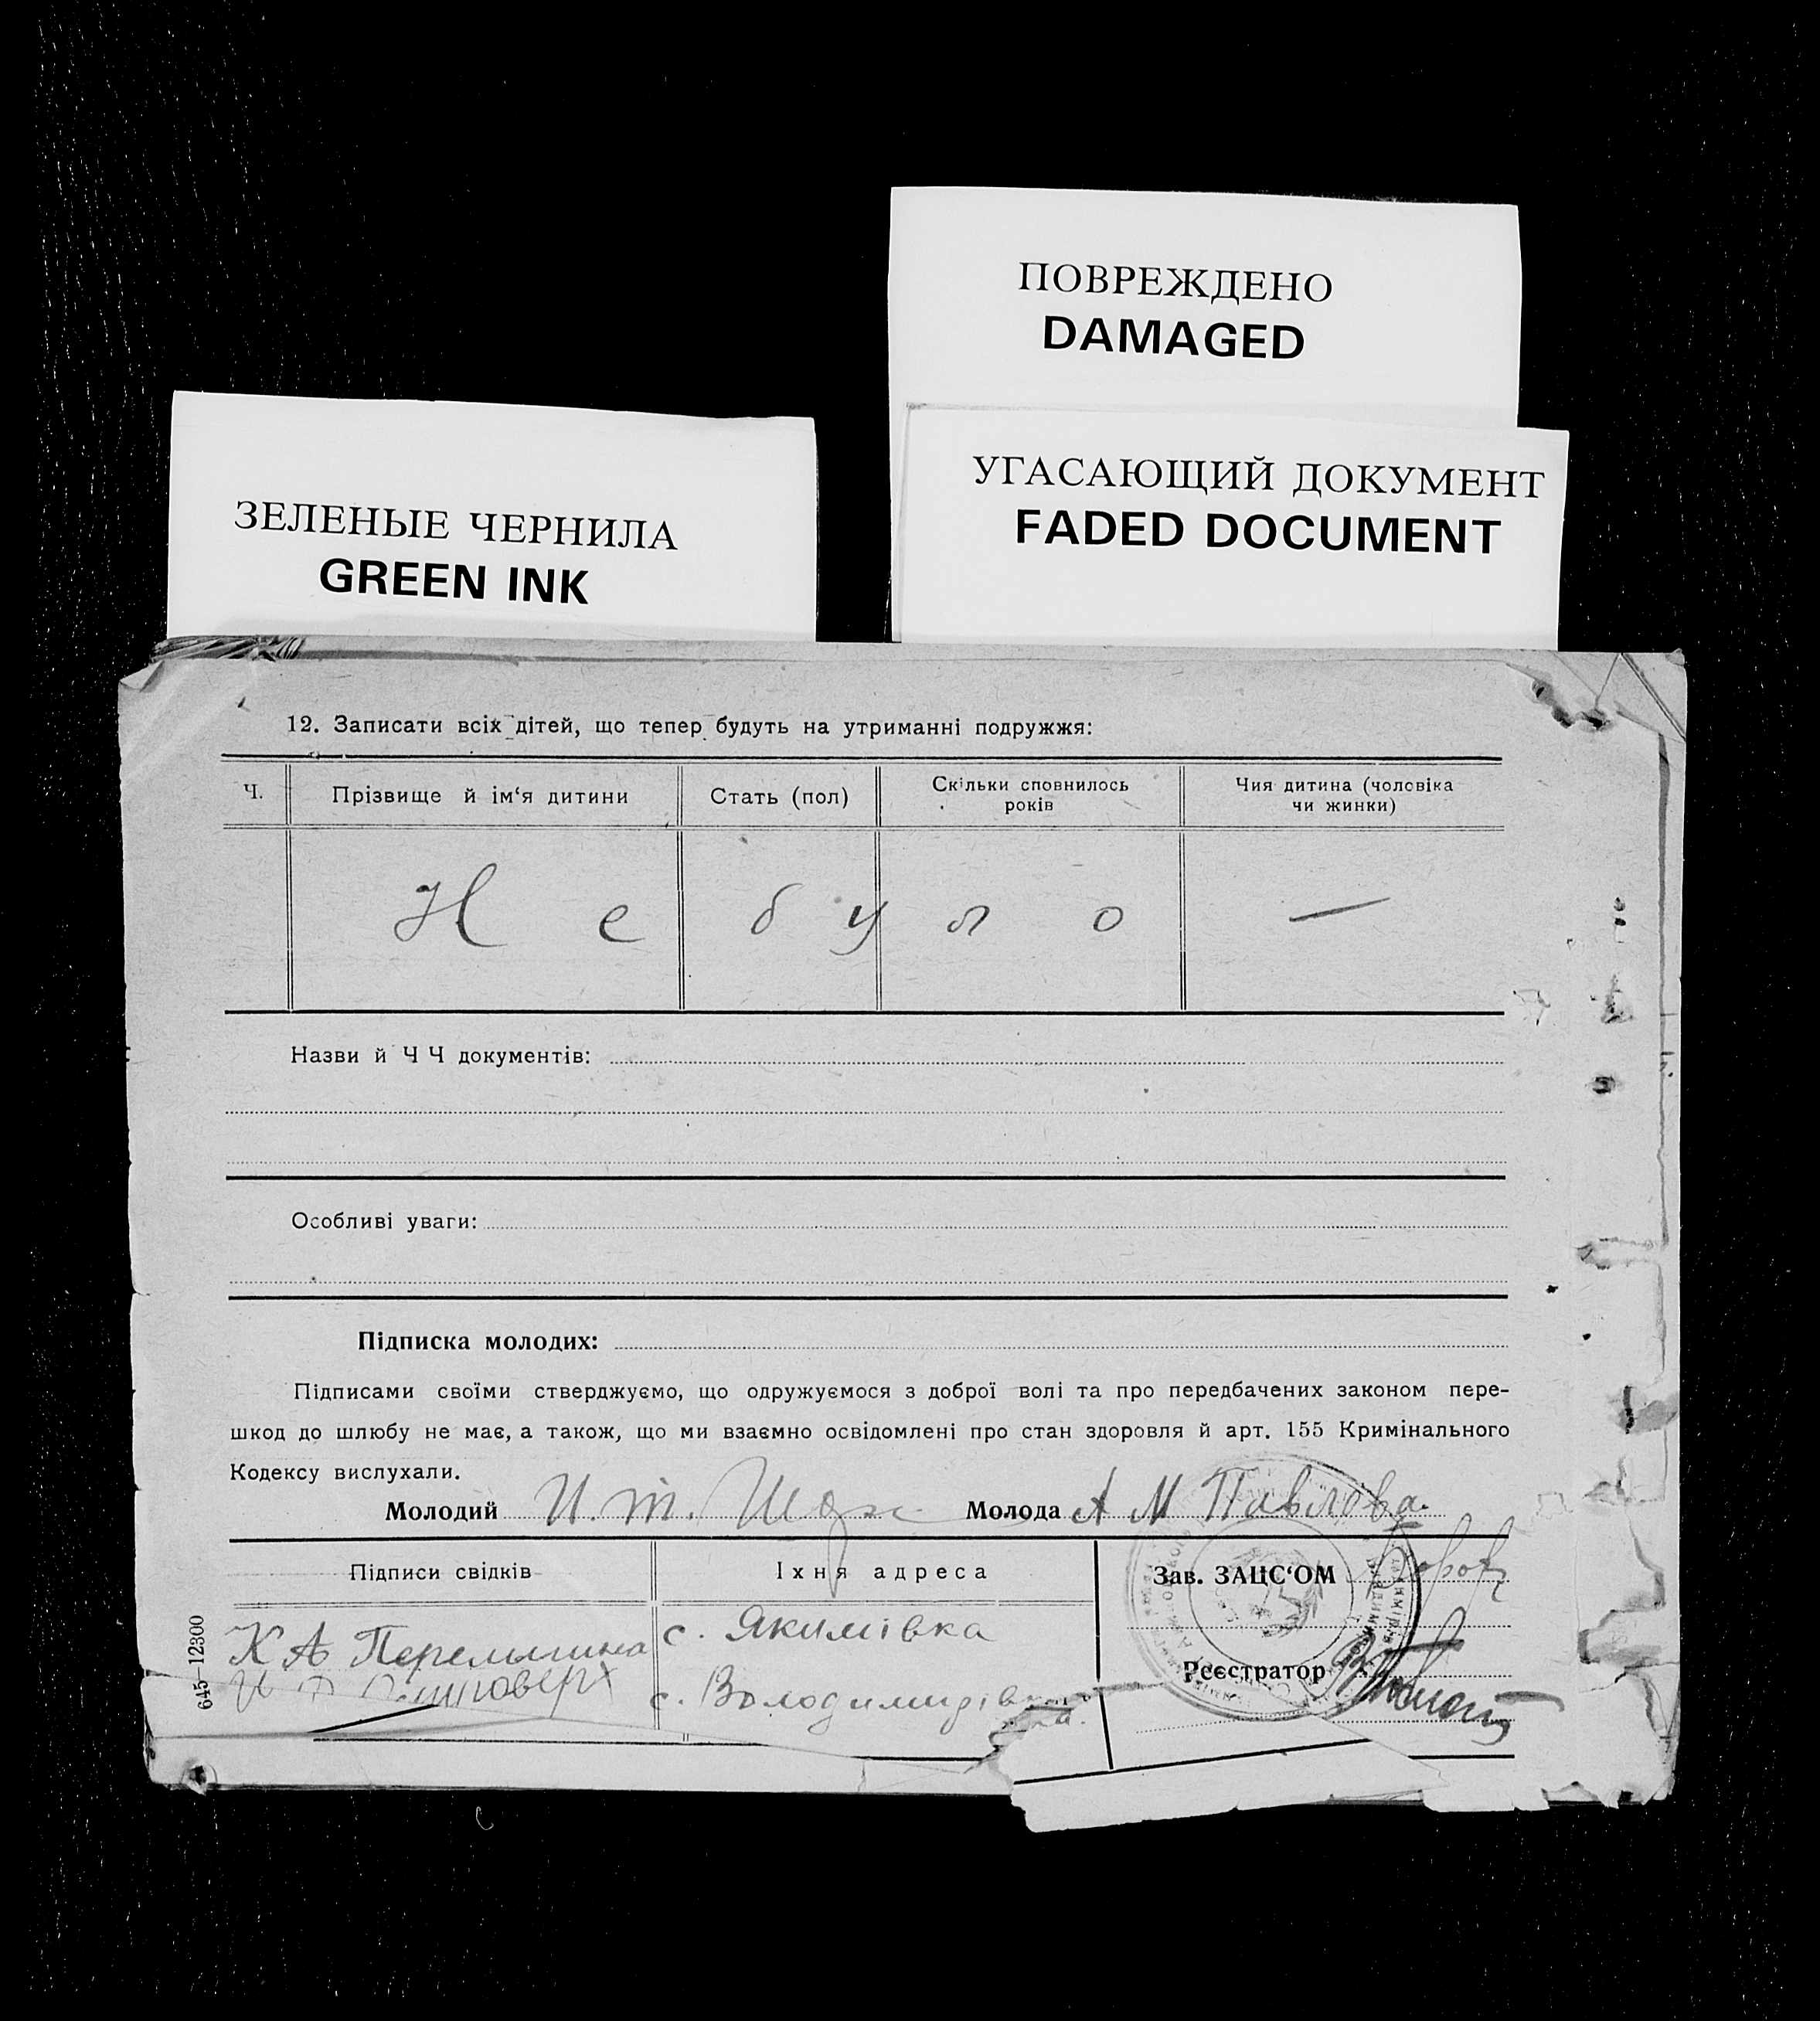 ПОВРЕЖДЕНО
DAMAGED
УГАСАЮЩИЙ ДОКУМЕНТ
FADED DOCUMENT
ЗЕЛЕНЫЕ ЧЕРНИЛА
GREEN INK
12. Записати всіх дітей, що тепер будуть на утриманні подружжя:
Ч. Прізвище й ім‘я дитини Стать (пол) Скільки сповнилось років Чия дитина (чоловіка чи жинки)
Не було —
Назви й ЧЧ документів:
Особливі уваги:
Підписка молодих:
Підписами своїми стверджуємо, що одружуємося з доброї волі та про передбачених законом пере-
шкод до шлюбу не має, а також, що ми взаємно освідомлені про стан здоровля й арт. 155 Кримінального
Кодексу вислухали.
Молодий И. т. Молода А М Павлова
Підписи свідків Їхня адреса Зав. ЗАЦС‘ОМ
К А с. Якимівка
с. Володимирівка.
Реєстратор
645—12300